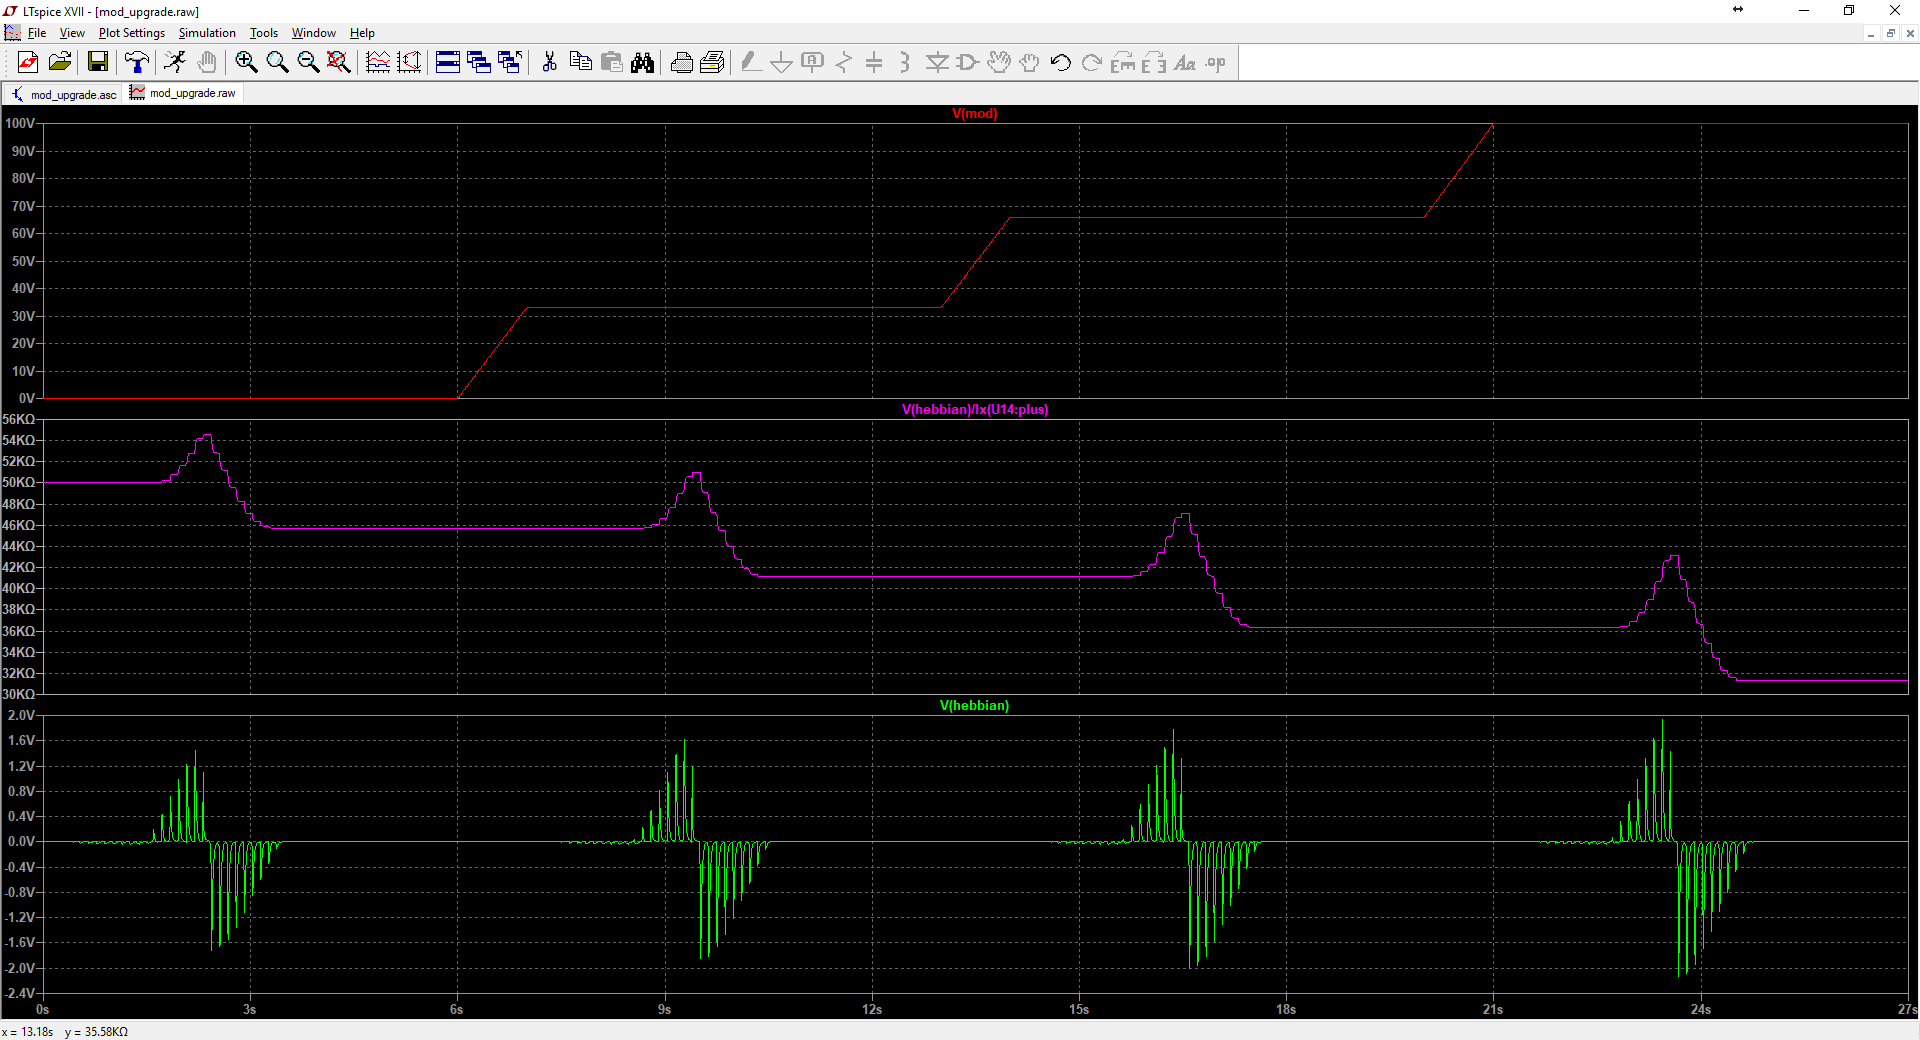 LTspice XVII - [mod_upgrade.raw]
File View Plot Settings Simulation Tools Window Help
mod_upgrade.asc mod_upgrade.raw
V(mod)
100V
90V
80V
70V
60V
50V
40V
30V
20V
10V
0V
V(hebbian)/Ix(U14:plus)
56KΩ
54KΩ
52KΩ
50KΩ
48KΩ
46KΩ
44KΩ
42KΩ
40KΩ
38KΩ
36KΩ
34KΩ
32KΩ
30KΩ
V(hebbian)
2.0V
1.6V
1.2V
0.8V
0.4V
0.0V
-0.4V
-0.8V
-1.2V
-1.6V
-2.0V
-2.4V
0s 3s 6s 9s 12s 15s 18s 21s 24s 27s
x = 13.18s y = 35.58KΩ